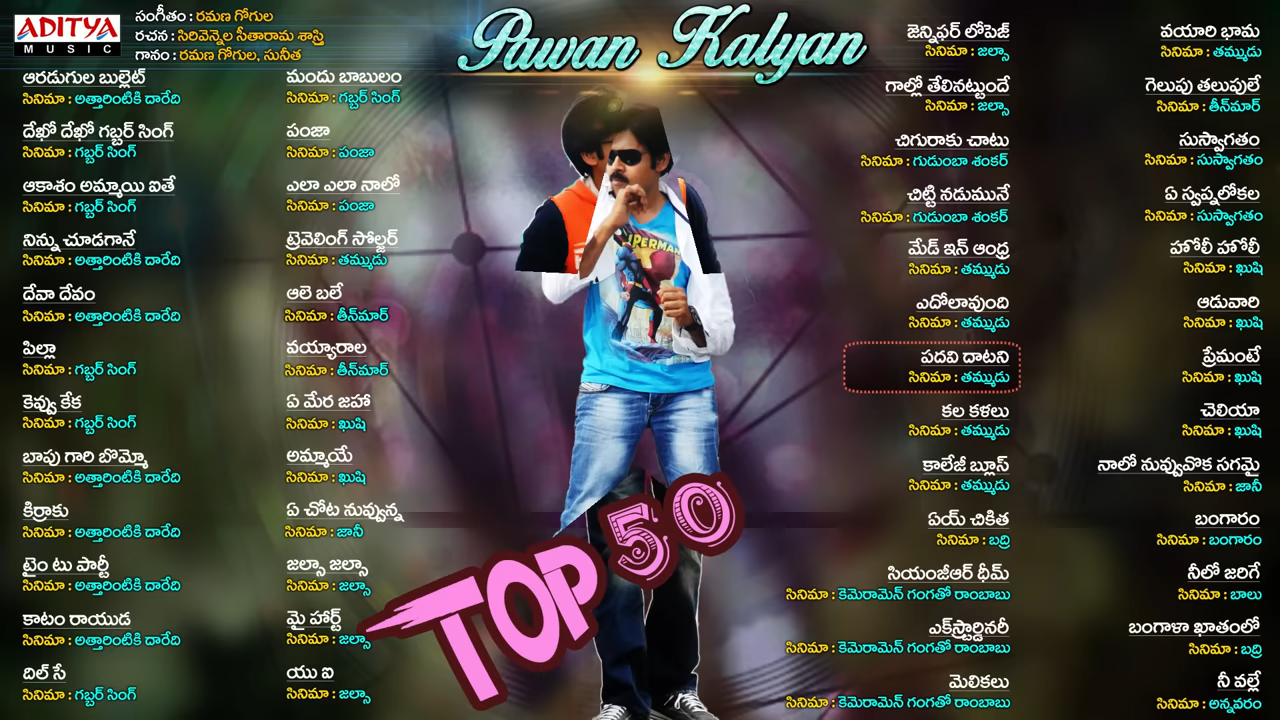 ADITYA
MUSIC
సంగీతం : రమణ గోగుల
రచన : సిరివెన్నెల సీతారామ శాస్త్రి
గానం : రమణ గోగుల, సునీత
Pawan Kalyan
ఆరడుగుల బుల్లెట్
సినిమా : అత్తారింటికి దారేది
దేఖో దేఖో గబ్బర్ సింగ్
సినిమా : గబ్బర్ సింగ్
ఆకాశం అమ్మాయి ఐతే
సినిమా : గబ్బర్ సింగ్
నిన్ను చూడగానే
సినిమా : అత్తారింటికి దారేది
దేవా దేవం
సినిమా : అత్తారింటికి దారేది
పిల్లా
సినిమా : గబ్బర్ సింగ్
కెవ్వు కేక
సినిమా : గబ్బర్ సింగ్
బాపు గారి బొమ్మో
సినిమా : అత్తారింటికి దారేది
కిర్రాకు
సినిమా : అత్తారింటికి దారేది
టైం టు పార్టీ
సినిమా : అత్తారింటికి దారేది
కాటం రాయుడ
సినిమా : అత్తారింటికి దారేది
దిల్ సే
సినిమా : గబ్బర్ సింగ్
మందు బాబులం
సినిమా : గబ్బర్ సింగ్
పంజా
సినిమా : పంజా
ఎలా ఎలా నాలో
సినిమా : పంజా
ట్రావెలింగ్ సోల్జర్
సినిమా : తమ్ముడు
ఆలె బలే
సినిమా : తీన్‌మార్
వయ్యారాల
సినిమా : తీన్‌మార్
ఏ మేర జహా
సినిమా : ఖుషి
అమ్మాయే
సినిమా : ఖుషి
ఏ చోట నువ్వున్న
సినిమా : జానీ
జల్సా జల్సా
సినిమా : జల్సా
మై హార్ట్
సినిమా : జల్సా
యు ఐ
సినిమా : జల్సా
SUPERMAN
TOP 50
జెన్నిఫర్ లోపెజ్
సినిమా : జల్సా
గాల్లో తేలినట్టుందే
సినిమా : జల్సా
చిగురాకు చాటు
సినిమా : గుడుంబా శంకర్
చిట్టి నడుమునే
సినిమా : గుడుంబా శంకర్
మేడ్ ఇన్ ఆంధ్ర
సినిమా : తమ్ముడు
ఎదోలావుంది
సినిమా : తమ్ముడు
పదవి దాటని
సినిమా : తమ్ముడు
కల కళలు
సినిమా : తమ్ముడు
కాలేజీ బ్లూస్
సినిమా : తమ్ముడు
ఏయ్ చికిత
సినిమా : బద్రి
సియంజీఆర్ థీమ్
సినిమా : కెమెరామెన్ గంగతో రాంబాబు
ఎక్‌స్ట్రార్డినరీ
సినిమా : కెమెరామెన్ గంగతో రాంబాబు
మెలికలు
సినిమా : కెమెరామెన్ గంగతో రాంబాబు
వయారి భామ
సినిమా : తమ్ముడు
గెలుపు తలుపులే
సినిమా : తీన్‌మార్
సుస్వాగతం
సినిమా : సుస్వాగతం
ఏ స్వప్నలోకల
సినిమా : సుస్వాగతం
హోలీ హోలీ
సినిమా : ఖుషి
ఆడువారి
సినిమా : ఖుషి
ప్రేమంటే
సినిమా : ఖుషి
చెలియా
సినిమా : ఖుషి
నాలో నువ్వువొక సగమై
సినిమా : జానీ
బంగారం
సినిమా : బంగారం
నీలో జరిగే
సినిమా : బాలు
బంగాళా ఖాతంలో
సినిమా : బద్రి
నీ వల్లే
సినిమా : అన్నవరం